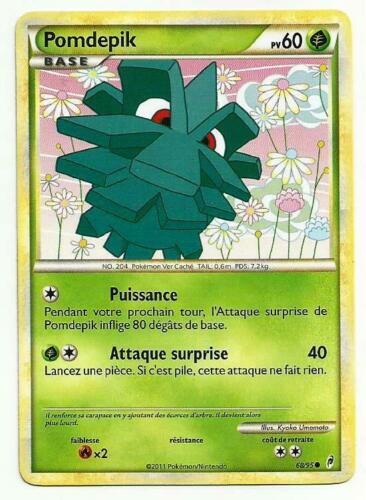 Pomdepik
PV60
BASE
NO. 204 Pokémon Ver Caché TAIL: 0,6m PDS: 7,2kg
Puissance
Pendant votre prochain tour, l'Attaque surprise de
Pomdepik inflige 80 dégâts de base.
Attaque surprise 40
Lancez une pièce. Si c'est pile, cette attaque ne fait rien.
Il renforce sa carapace en y ajoutant des écorces d'arbre. Il devient alors
plus lourd.
Illus. Kyoko Umemoto
faiblesse résistance coût de retraite
×2
©2011 Pokémon/Nintendo
68/95